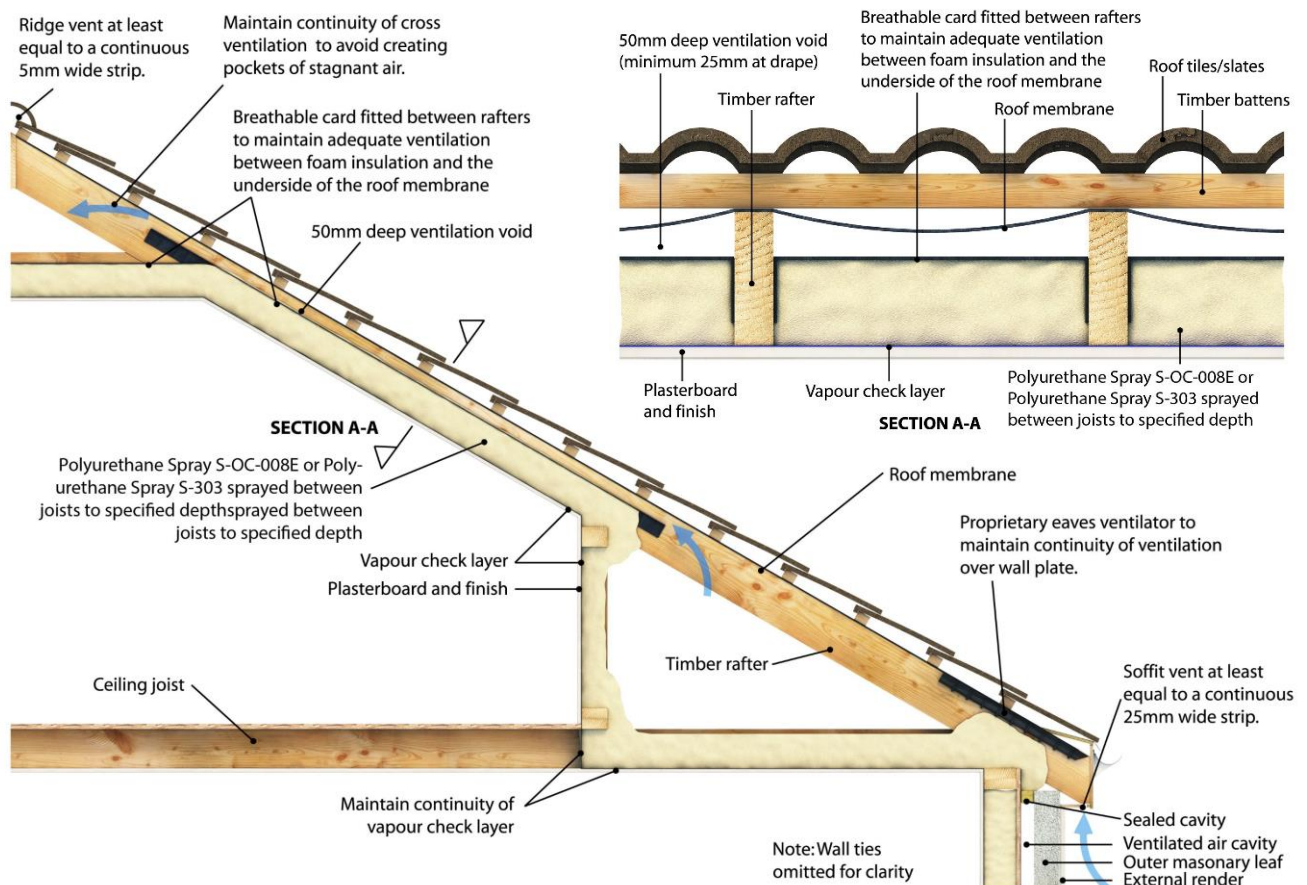 Ridge vent at least
equal to a continuous
5mm wide strip.
Maintain continuity of cross
ventilation to avoid creating
pockets of stagnant air.
Breathable card fitted between rafters
to maintain adequate ventilation
between foam insulation and the
underside of the roof membrane
50mm deep ventilation void
SECTION A-A
Polyurethane Spray S-OC-008E or Poly-
urethane Spray S-303 sprayed between
joists to specified depthsprayed between
joists to specified depth
Vapour check layer
Plasterboard and finish
Ceiling joist
Maintain continuity of
vapour check layer
50mm deep ventilation void
(minimum 25mm at drape)
Timber rafter
Breathable card fitted between rafters
to maintain adequate ventilation
between foam insulation and the
underside of the roof membrane
Roof membrane
Roof tiles/slates
Timber battens
Plasterboard
and finish
Vapour check layer
SECTION A-A
Polyurethane Spray S-OC-008E or
Polyurethane Spray S-303 sprayed
between joists to specified depth
Roof membrane
Proprietary eaves ventilator to
maintain continuity of ventilation
over wall plate.
Timber rafter
Soffit vent at least
equal to a continuous
25mm wide strip.
Sealed cavity
Ventilated air cavity
Outer masonary leaf
External render
Note: Wall ties
omitted for clarity